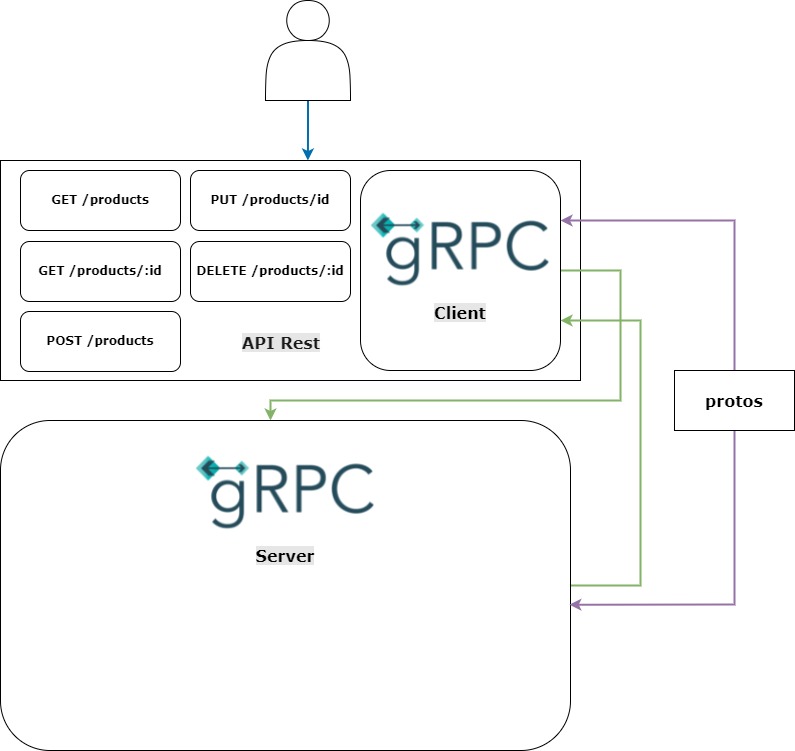 GET /products
PUT /products/id
GET /products/:id
DELETE /products/:id
POST /products
API Rest
gRPC
Client
protos
gRPC
Server